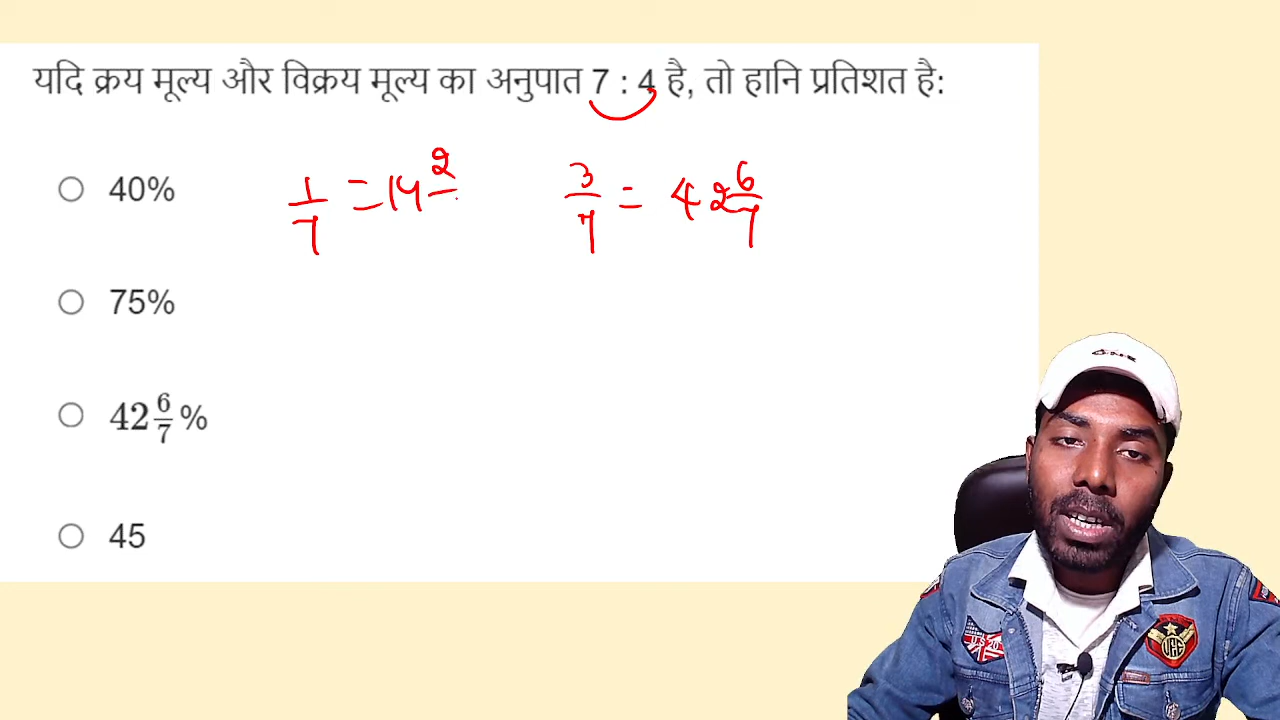 यदि क्रय मूल्य और विक्रय मूल्य का अनुपात 7 : 4 है, तो हानि प्रतिशत है:
1/7 = 14 2/ 3/7 = 42 6/7
40%
75%
42 6/7 %
45